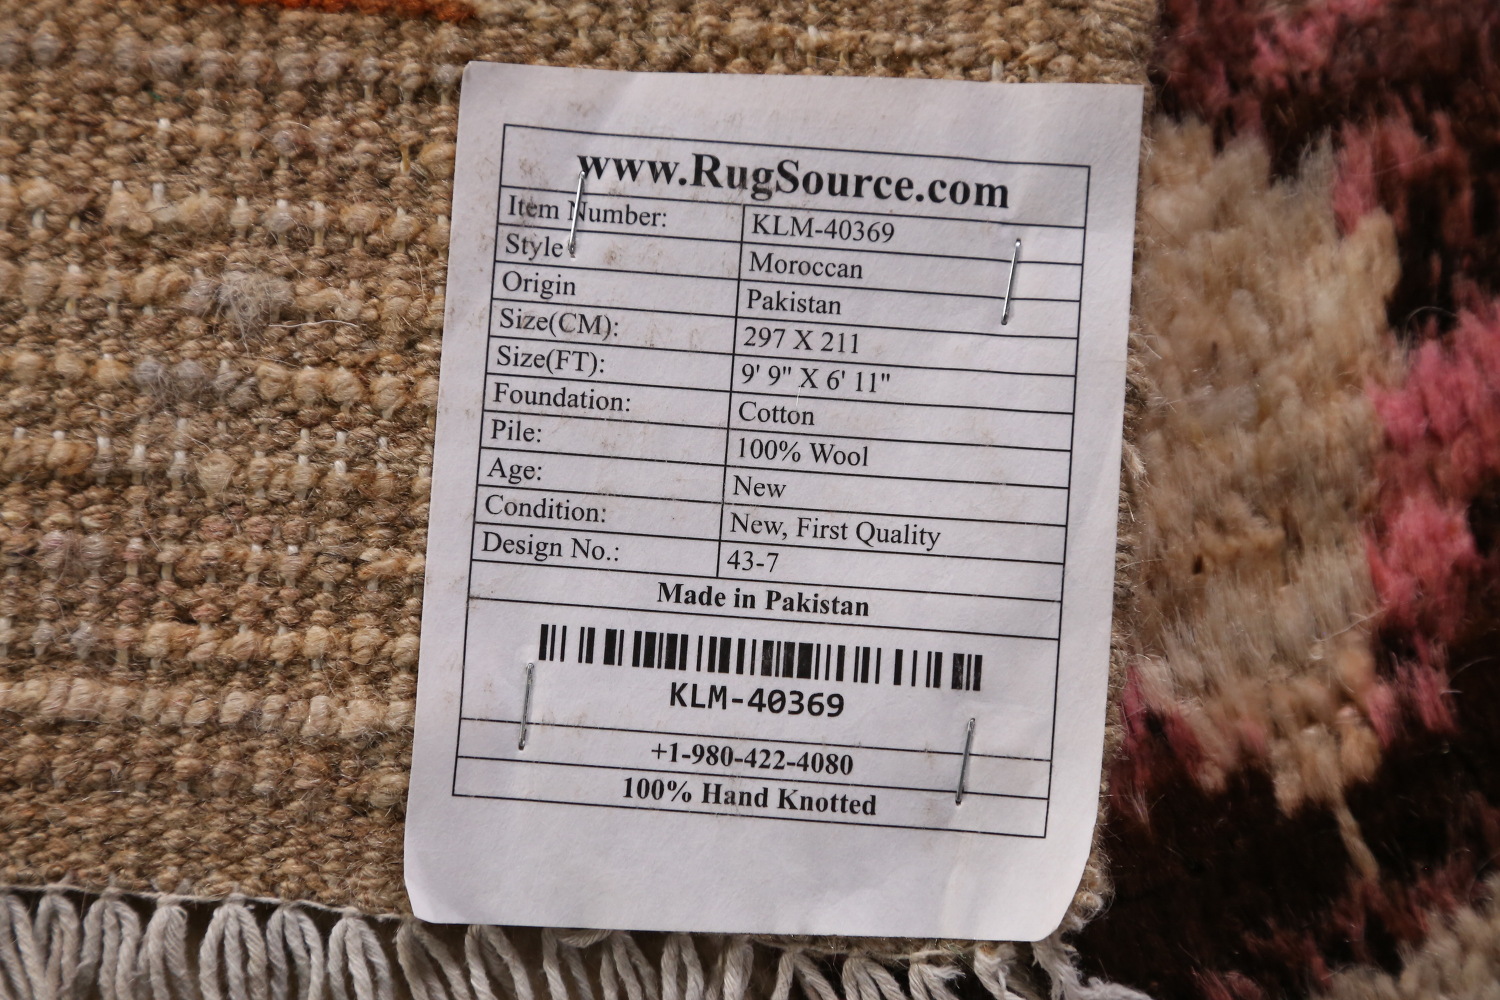 www.RugSource.com
Item Number: KLM-40369
Style Moroccan
Origin Pakistan
Size(CM): 297 X 211
Size(FT): 9' 9" X 6' 11"
Foundation: Cotton
Pile: 100% Wool
Age: New
Condition: New, First Quality
Design No.: 43-7
Made in Pakistan
KLM-40369
+1-980-422-4080
100% Hand Knotted